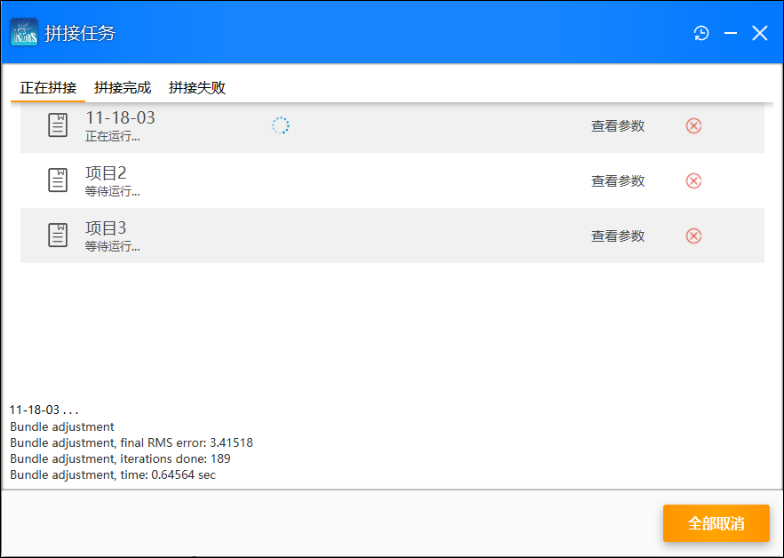 拼接任务
正在拼接 拼接完成 拼接失败
11-18-03
正在运行...
查看参数
项目2
等待运行...
查看参数
项目3
等待运行...
查看参数
11-18-03 . . .
Bundle adjustment
Bundle adjustment, final RMS error: 3.41518
Bundle adjustment, iterations done: 189
Bundle adjustment, time: 0.64564 sec
全部取消